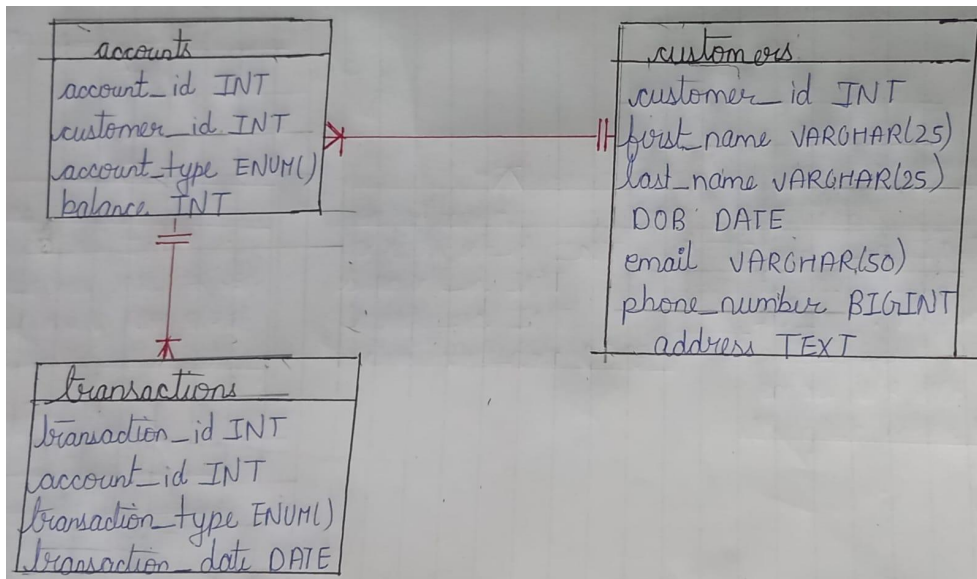 accounts
account_id INT
customer_id INT
account_type ENUM()
balance INT
customers
customer_id INT
first_name VARCHAR(25)
last_name VARCHAR(25)
DOB DATE
email VARCHAR(50)
phone_number BIGINT
address TEXT
transactions
transaction_id INT
account_id INT
transaction_type ENUM()
transaction_date DATE